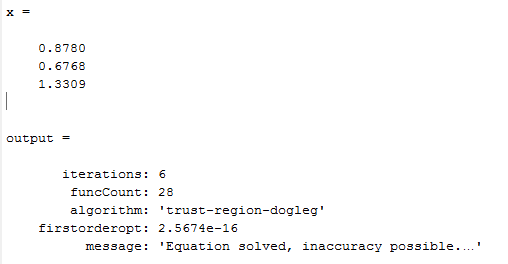 x =
0.8780
0.6768
1.3309
output =
iterations: 6
funcCount: 28
algorithm: 'trust-region-dogleg'
firstorderopt: 2.5674e-16
message: 'Equation solved, inaccuracy possible....'